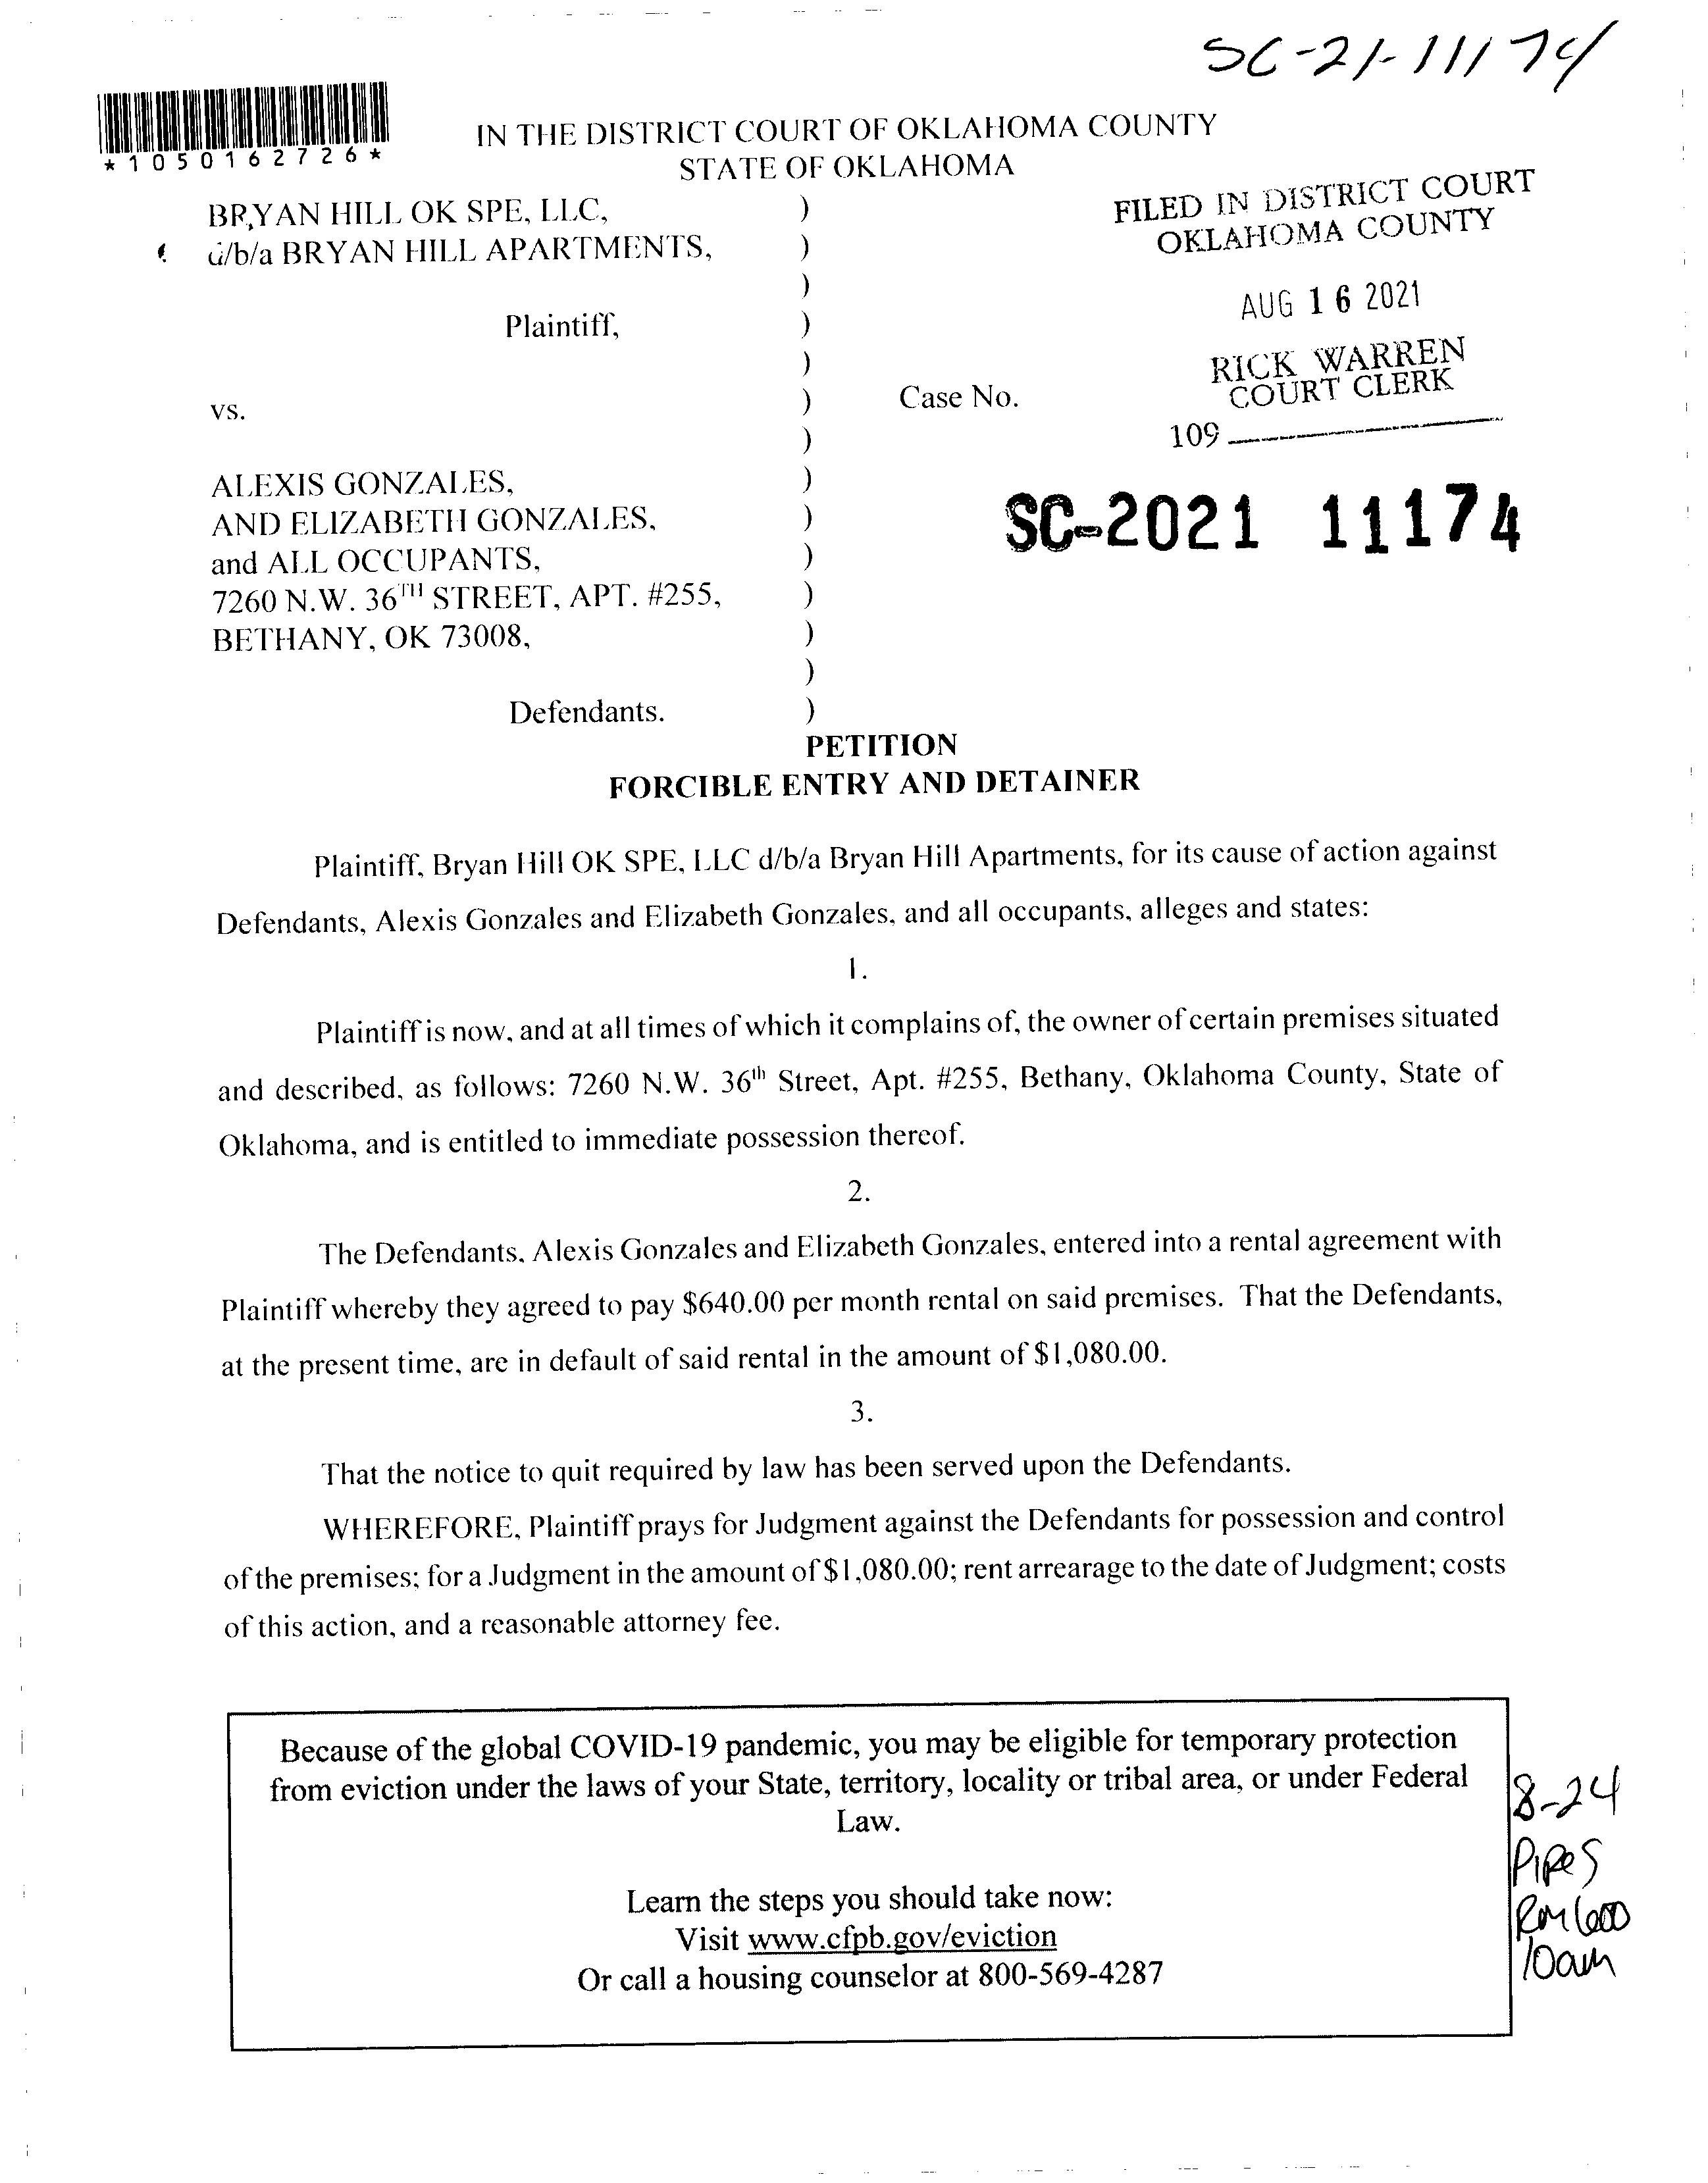 SC-21-11174
*1050162726*
IN THE DISTRICT COURT OF OKLAHOMA COUNTY
STATE OF OKLAHOMA
BRYAN HILL OK SPE, LLC, )
d/b/a BRYAN HILL APARTMENTS, )
)
Plaintiff, )
)
vs. ) Case No.
)
ALEXIS GONZALES, )
AND ELIZABETH GONZALES, )
and ALL OCCUPANTS, )
7260 N.W. 36TH STREET, APT. #255, )
BETHANY, OK 73008, )
)
Defendants. )
FILED IN DISTRICT COURT
OKLAHOMA COUNTY
AUG 16 2021
RICK WARREN
COURT CLERK
109
SC-2021 11174
PETITION
FORCIBLE ENTRY AND DETAINER
Plaintiff, Bryan Hill OK SPE, LLC d/b/a Bryan Hill Apartments, for its cause of action against
Defendants, Alexis Gonzales and Elizabeth Gonzales, and all occupants, alleges and states:
1.
Plaintiff is now, and at all times of which it complains of, the owner of certain premises situated
and described, as follows: 7260 N.W. 36th Street, Apt. #255, Bethany, Oklahoma County, State of
Oklahoma, and is entitled to immediate possession thereof.
2.
The Defendants, Alexis Gonzales and Elizabeth Gonzales, entered into a rental agreement with
Plaintiff whereby they agreed to pay $640.00 per month rental on said premises. That the Defendants,
at the present time, are in default of said rental in the amount of $1,080.00.
3.
That the notice to quit required by law has been served upon the Defendants.
WHEREFORE, Plaintiff prays for Judgment against the Defendants for possession and control
of the premises; for a Judgment in the amount of $1,080.00; rent arrearage to the date of Judgment; costs
of this action, and a reasonable attorney fee.
Because of the global COVID-19 pandemic, you may be eligible for temporary protection
from eviction under the laws of your State, territory, locality or tribal area, or under Federal
Law.
Learn the steps you should take now:
Visit www.cfpb.gov/eviction
Or call a housing counselor at 800-569-4287
8-24
Pipes
Rm 600
10am